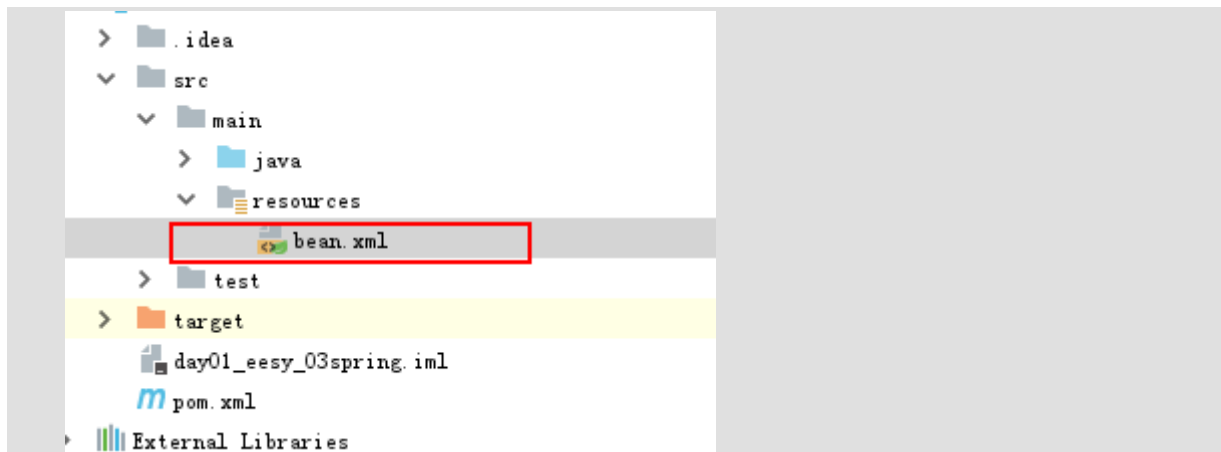 .idea
src
main
java
resources
bean.xml
test
target
day01_eesy_03spring.iml
pom.xml
External Libraries